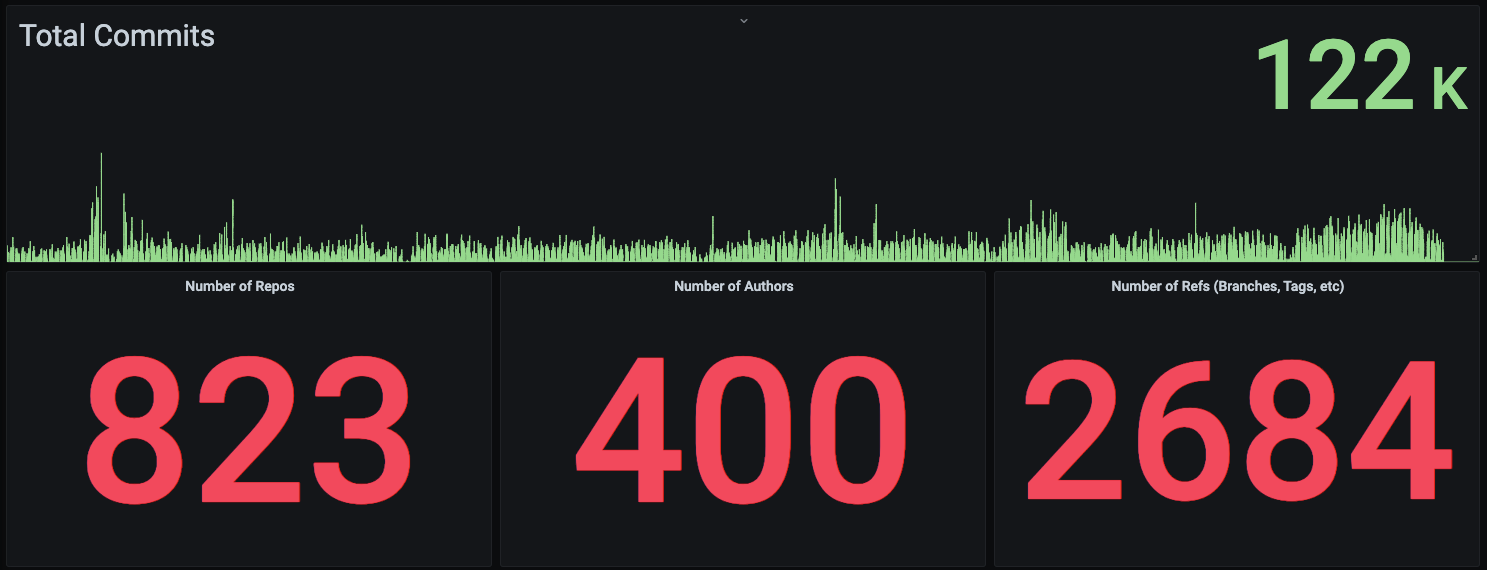 Total Commits
122 K
Number of Repos
823
Number of Authors
400
Number of Refs (Branches, Tags, etc)
2684